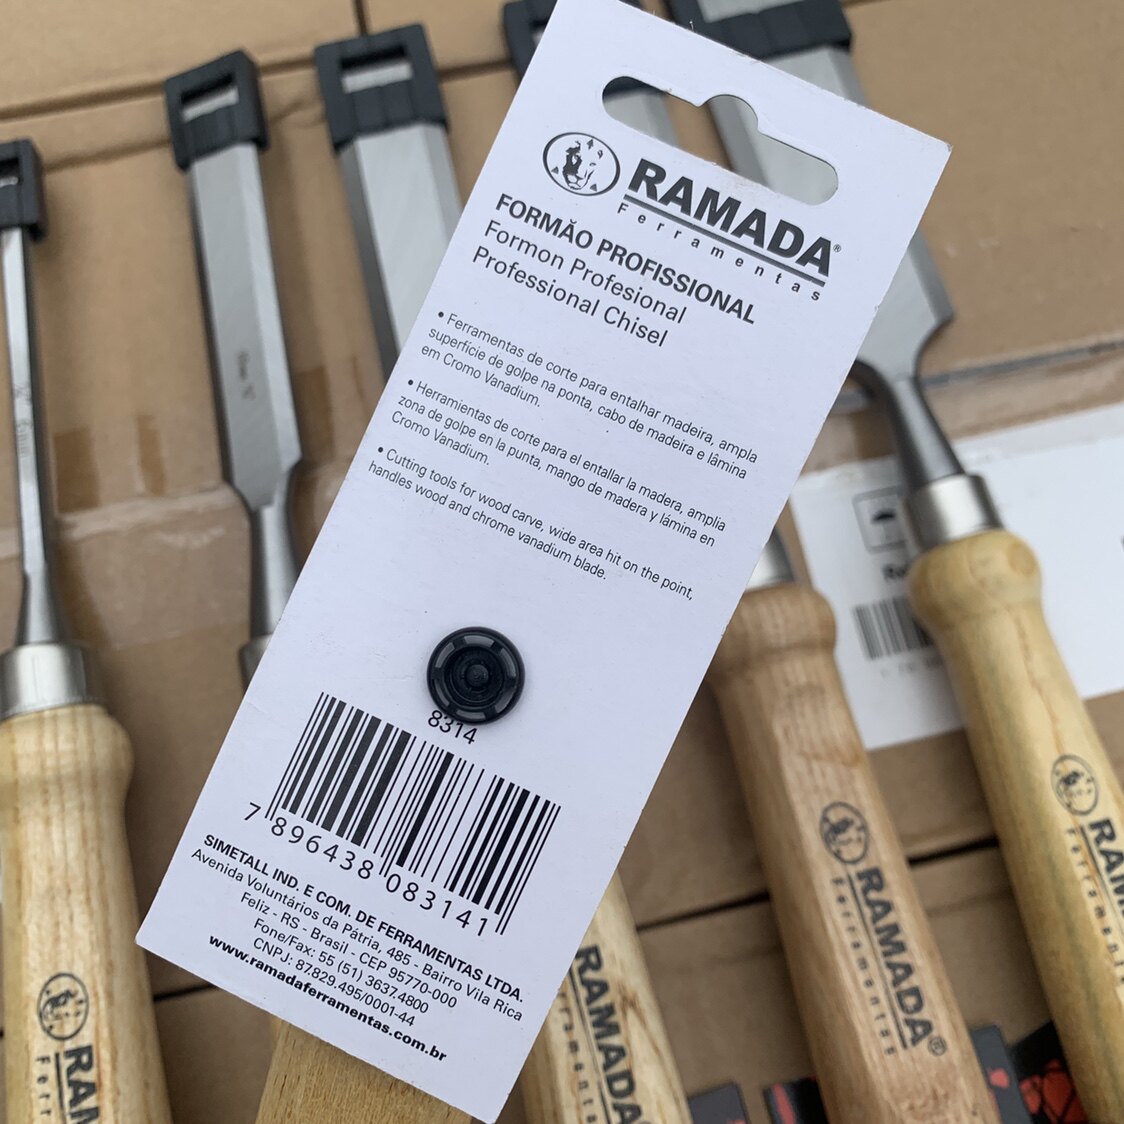 RAMADA®
Ferramentas
FORMÃO PROFISSIONAL
Formon Profesional
Professional Chisel
• Ferramentas de corte para entalhar madeira, ampla
superfície de golpe na ponta, cabo de madeira e lâmina
em Cromo Vanadium.
• Herramientas de corte para el entallar la madera, amplia
zona de golpe en la punta, mango de madera y lámina en
Cromo Vanadium.
• Cutting tools for wood carve, wide area hit on the point,
handles wood and chrome vanadium blade.
8314
7 896438 083141
SIMETALL IND. E COM. DE FERRAMENTAS LTDA.
Avenida Voluntários da Pátria, 485 - Bairro Vila Rica
Feliz - RS - Brasil - CEP 95770-000
Fone/Fax: 55 (51) 3637.4800
CNPJ: 87.829.495/0001-44
www.ramadaferramentas.com.br
RAMADA
RAMADA®
Ferramentas